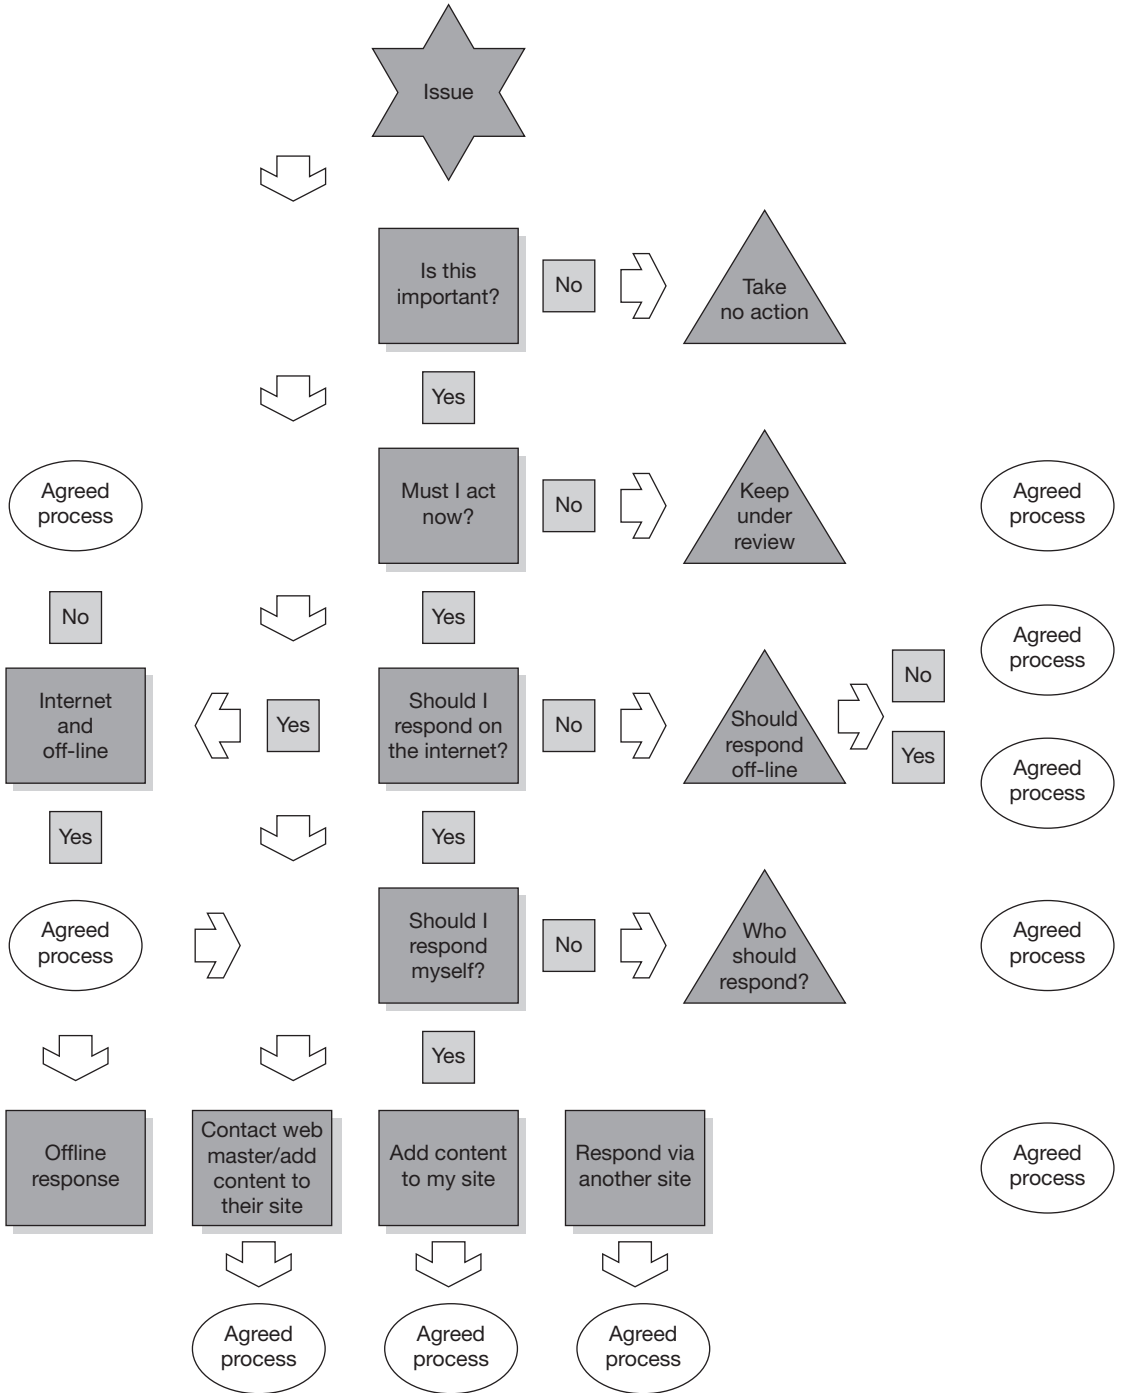 Issue
Is this
important?
No
Take
no action
Yes
Agreed
process
Must I act
now?
No
Keep
under
review
Agreed
process
No
Yes
Agreed
process
Internet
and
off-line
Yes
Should I
respond on
the internet?
No
Should
respond
off-line
No
Yes
Agreed
process
Yes
Yes
Agreed
process
Should I
respond
myself?
No
Who
should
respond?
Agreed
process
Yes
Offline
response
Contact web
master/add
content to
their site
Add content
to my site
Respond via
another site
Agreed
process
Agreed
process
Agreed
process
Agreed
process